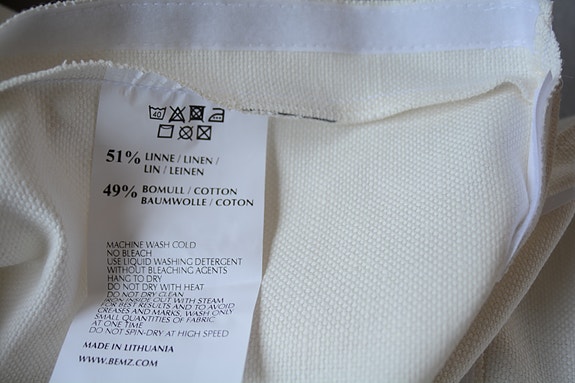 40
51% LINNE / LINEN /
LIN / LEINEN
49% BOMULL / COTTON
BAUMWOLLE / COTON
MACHINE WASH COLD
NO BLEACH
USE LIQUID WASHING DETERGENT
WITHOUT BLEACHING AGENTS
HANG TO DRY
DO NOT DRY WITH HEAT
DO NOT DRY CLEAN
IRON INSIDE OUT WITH STEAM
FOR BEST RESULTS AND TO AVOID
CREASES AND MARKS, WASH ONLY
SMALL QUANTITIES OF FABRIC
AT ONE TIME
DO NOT SPIN-DRY AT HIGH SPEED
MADE IN LITHUANIA
WWW.BEMZ.COM